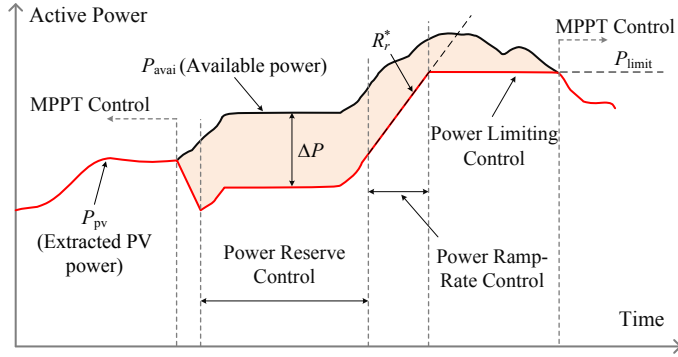 Active Power
R*r
MPPT Control
Pavai (Available power)
Plimit
MPPT Control
Power Limiting
Control
ΔP
Ppv
(Extracted PV
power)
Power Reserve
Control
Power Ramp-
Rate Control
Time